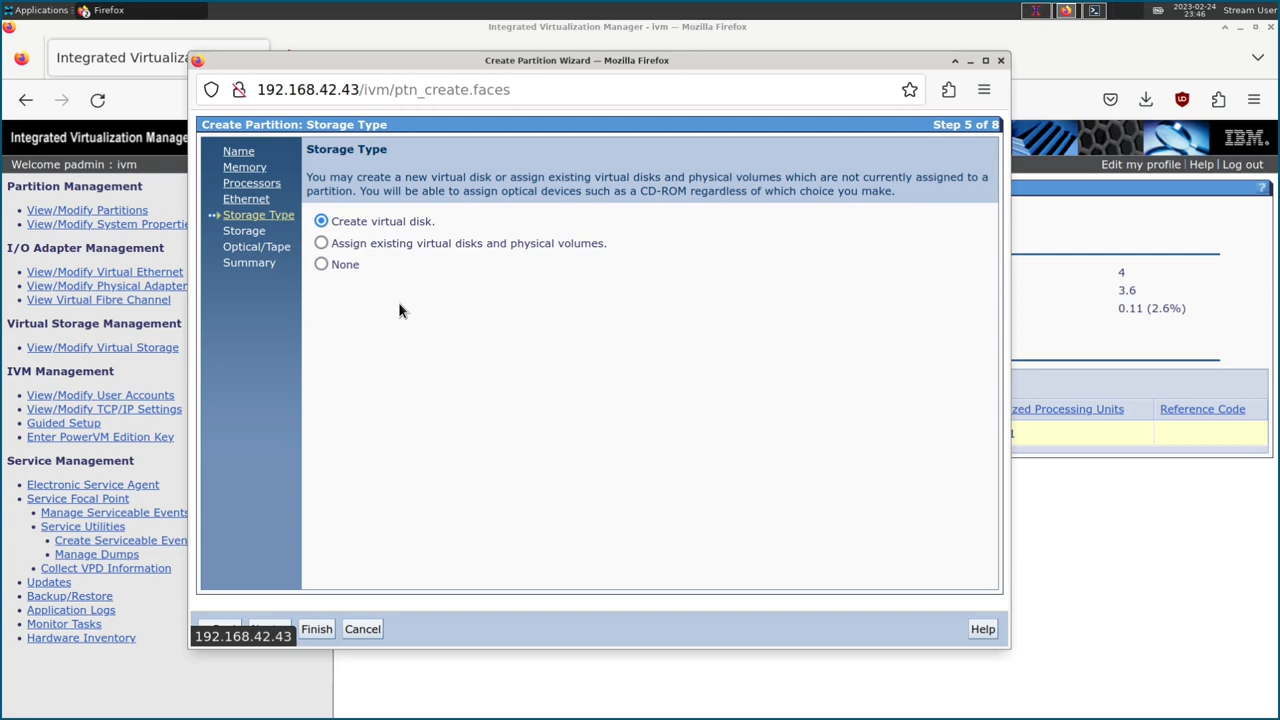 Applications
Firefox
2023-02-24
23:46
Stream User
Integrated Virtualization Manager - ivm — Mozilla Firefox
Integrated Virtualiza
Create Partition Wizard — Mozilla Firefox
192.168.42.43/ivm/ptn_create.faces
Integrated Virtualization Manage
IBM.
Welcome padmin : ivm
Edit my profile | Help | Log out
Partition Management
View/Modify Partitions
View/Modify System Propertie
I/O Adapter Management
View/Modify Virtual Ethernet
View/Modify Physical Adapter
View Virtual Fibre Channel
Virtual Storage Management
View/Modify Virtual Storage
IVM Management
View/Modify User Accounts
View/Modify TCP/IP Settings
Guided Setup
Enter PowerVM Edition Key
Service Management
Electronic Service Agent
Service Focal Point
Manage Serviceable Events
Service Utilities
Create Serviceable Even
Manage Dumps
Collect VPD Information
Updates
Backup/Restore
Application Logs
Monitor Tasks
Hardware Inventory
Create Partition: Storage Type
Step 5 of 8
Name
Memory
Processors
Ethernet
Storage Type
Storage
Optical/Tape
Summary
Storage Type
You may create a new virtual disk or assign existing virtual disks and physical volumes which are not currently assigned to a
partition. You will be able to assign optical devices such as a CD-ROM regardless of which choice you make.
Create virtual disk.
Assign existing virtual disks and physical volumes.
None
Finish
Cancel
Help
192.168.42.43
?
4
3.6
0.11 (2.6%)
zed Processing Units
Reference Code